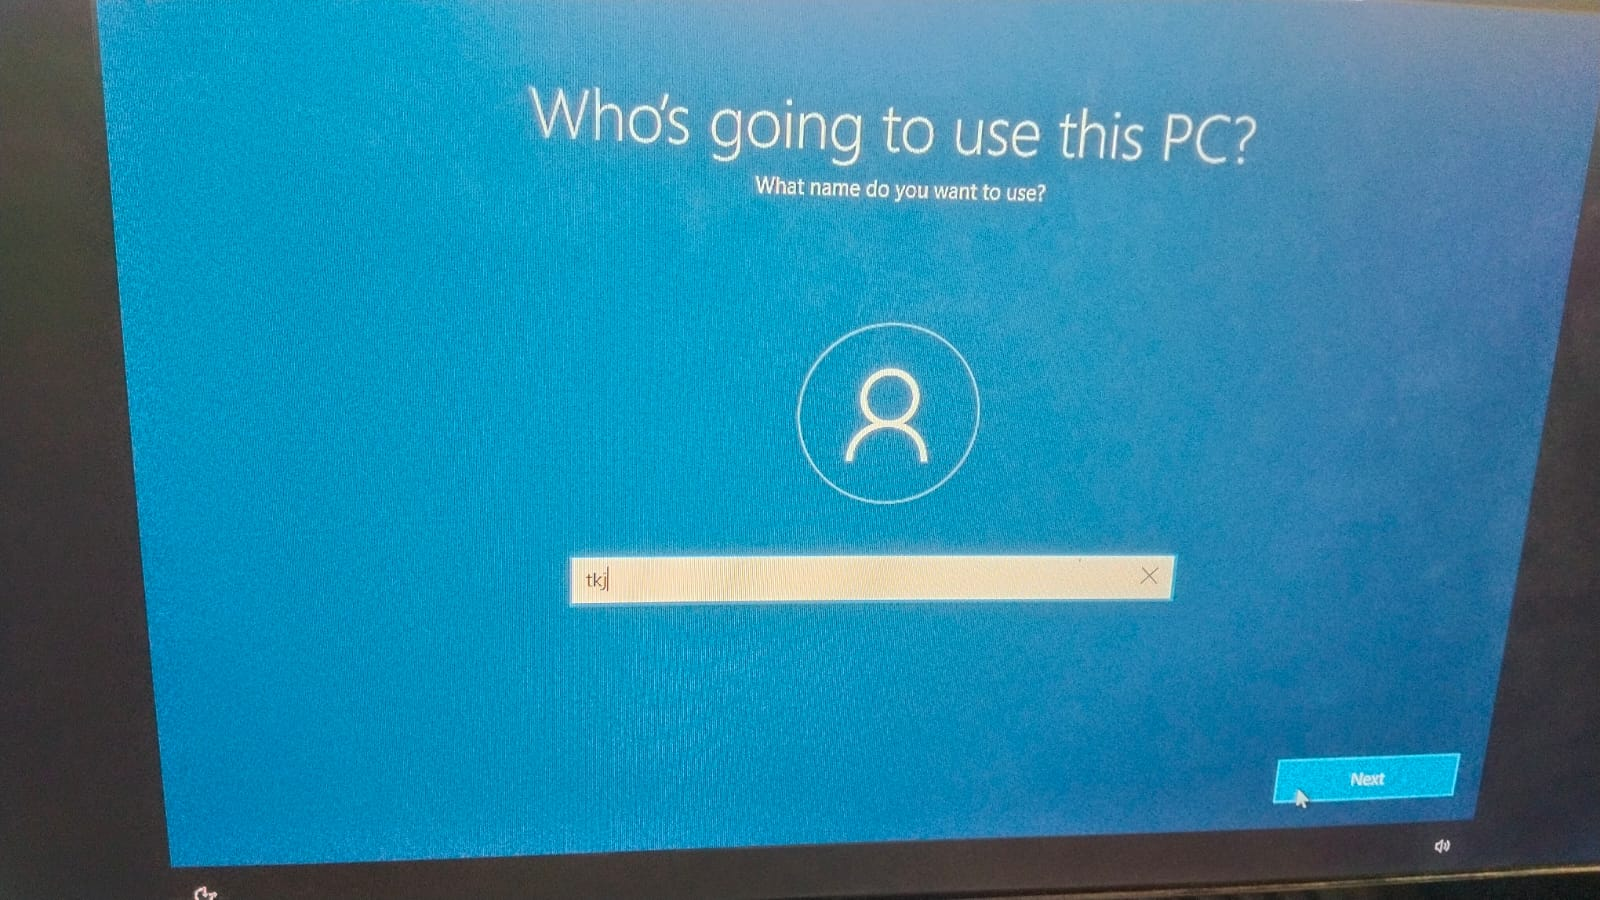 Who's going to use this PC?
What name do you want to use?
tkj
Next